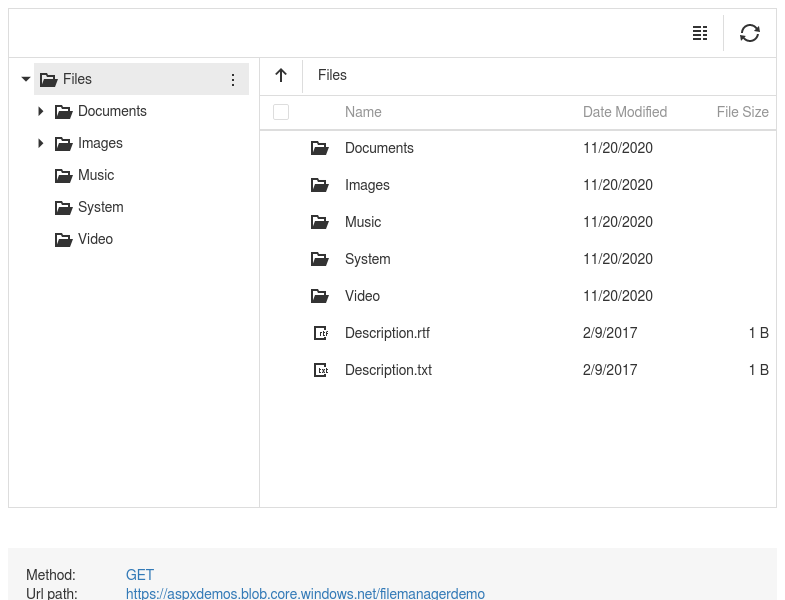 Files
Documents
Images
Music
System
Video
Files
Name Date Modified File Size
Documents 11/20/2020
Images 11/20/2020
Music 11/20/2020
System 11/20/2020
Video 11/20/2020
rtf Description.rtf 2/9/2017 1 B
txt Description.txt 2/9/2017 1 B
Method: GET
Url path: https://aspxdemos.blob.core.windows.net/filemanagerdemo